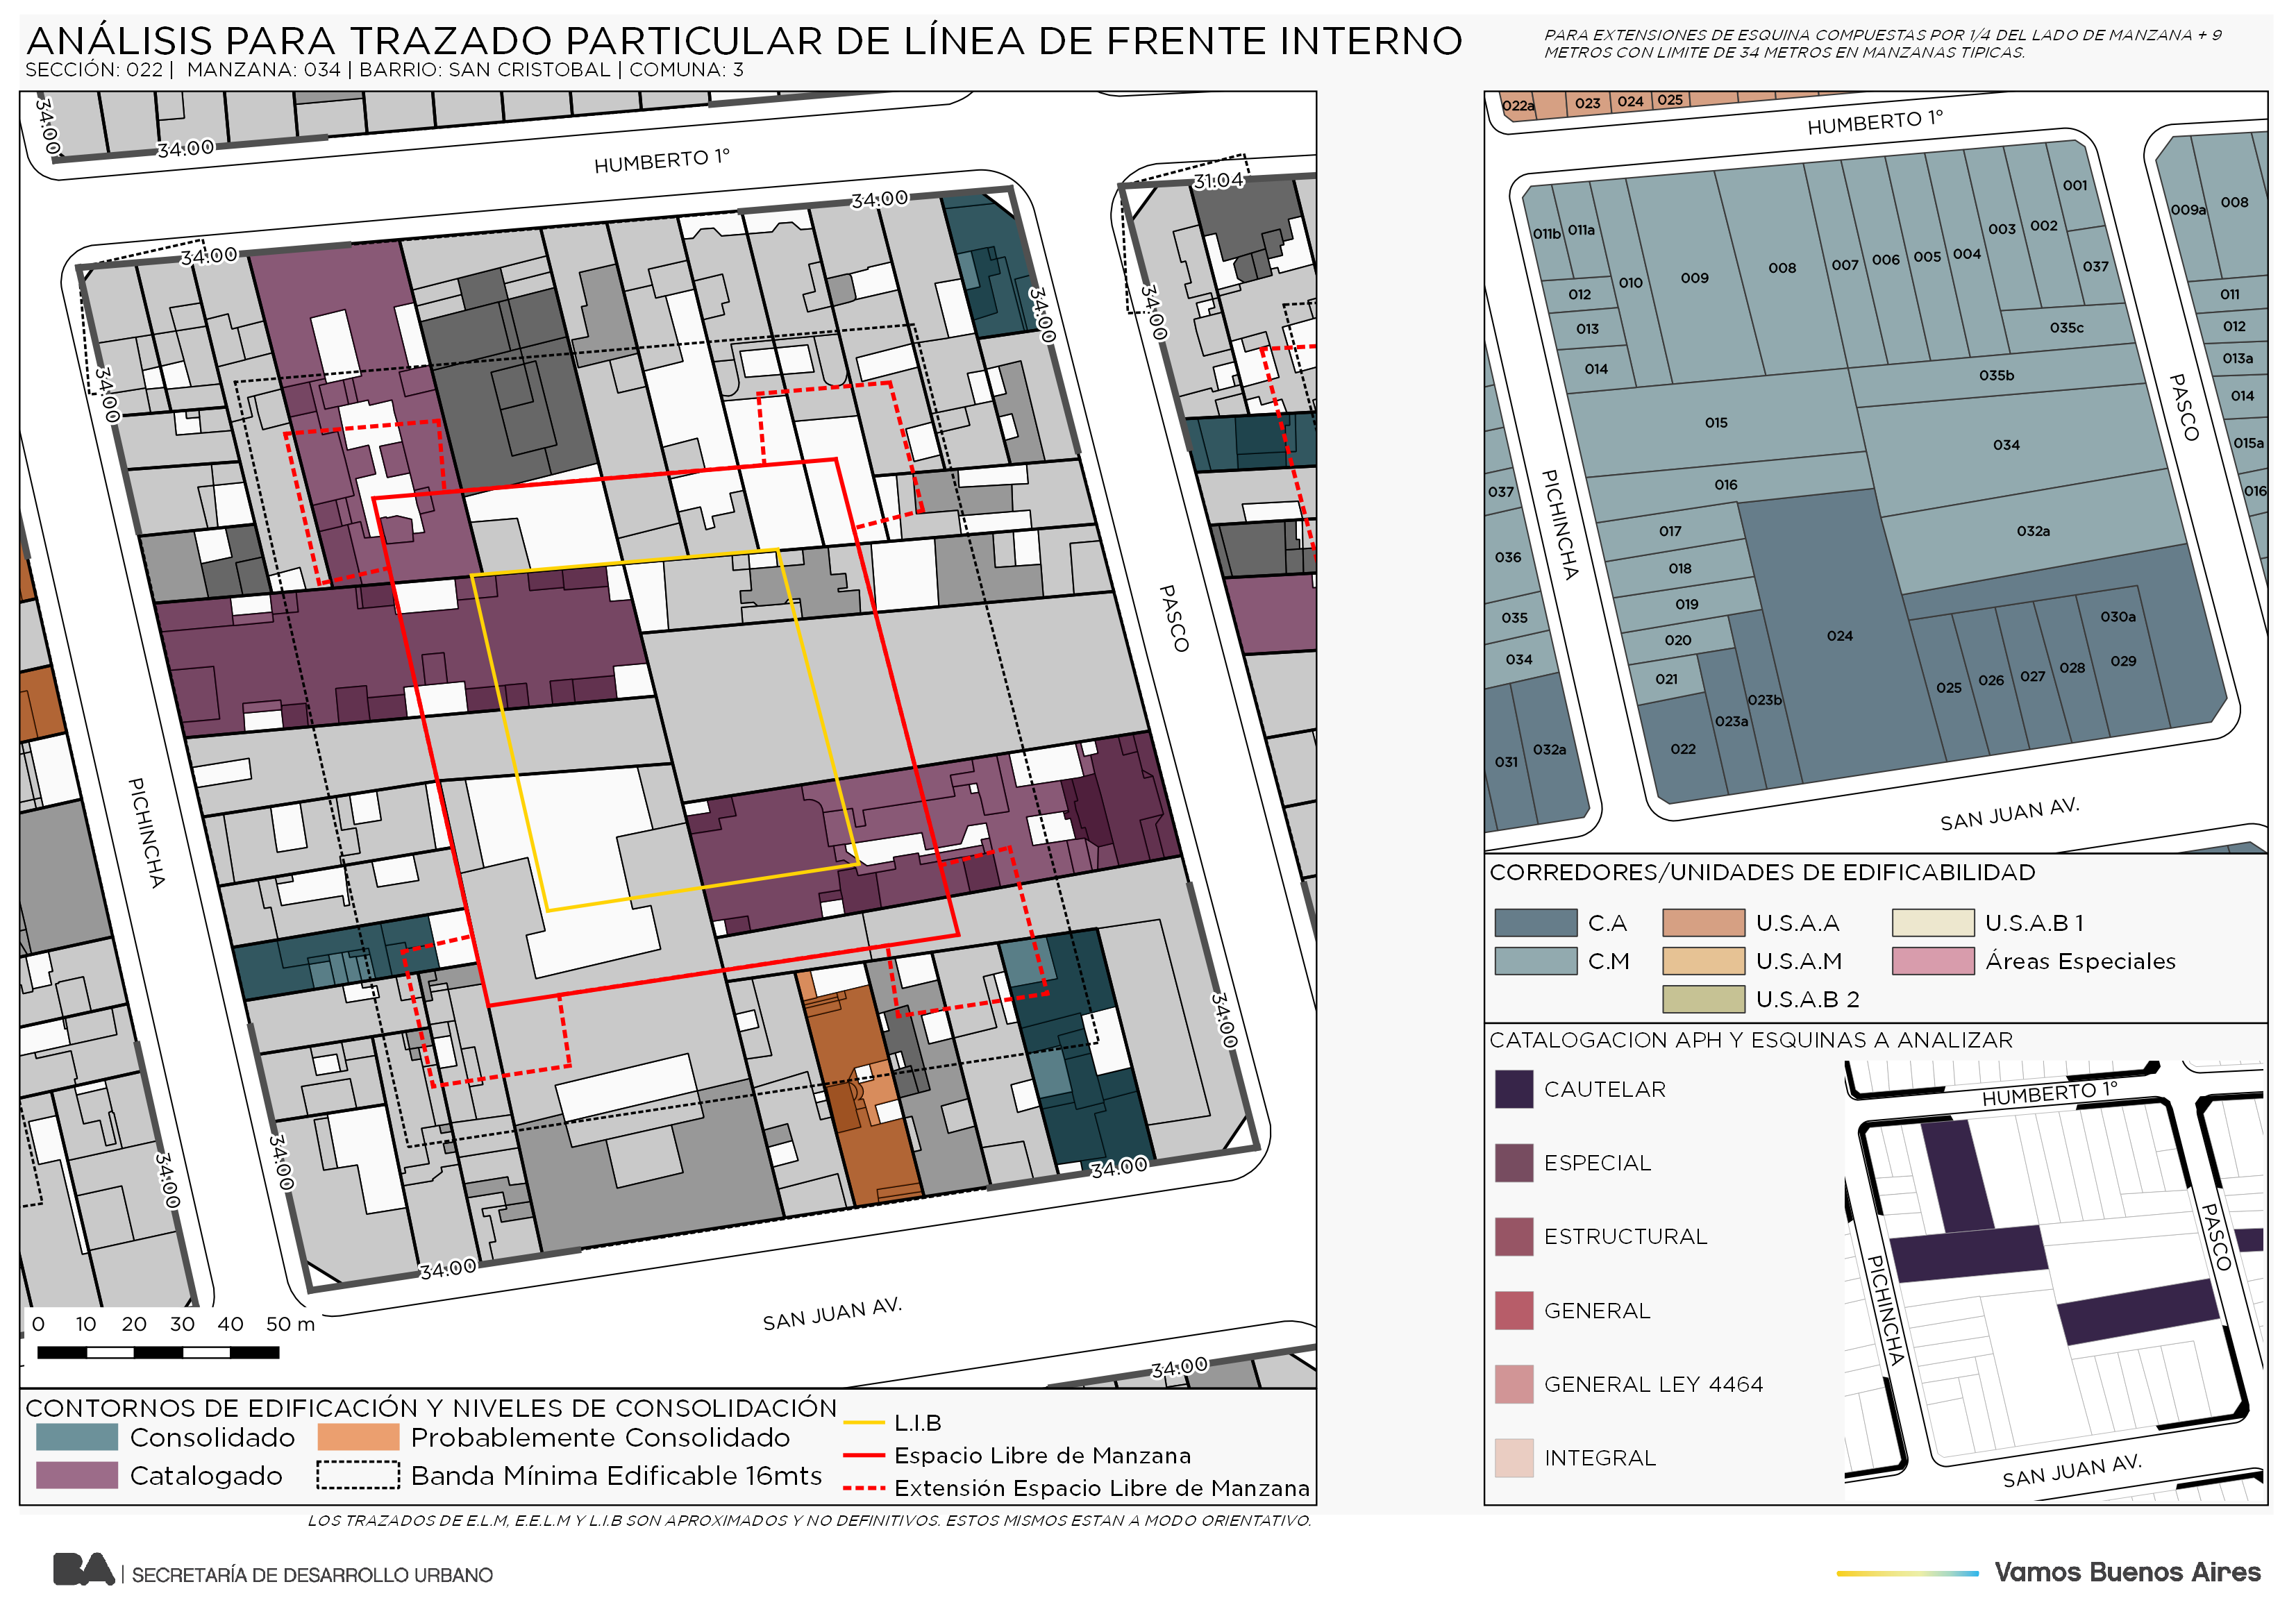 ANÁLISIS PARA TRAZADO PARTICULAR DE LÍNEA DE FRENTE INTERNO
SECCIÓN: 022 | MANZANA: 034 | BARRIO: SAN CRISTOBAL | COMUNA: 3
PARA EXTENSIONES DE ESQUINA COMPUESTAS POR 1/4 DEL LADO DE MANZANA + 9
METROS CON LIMITE DE 34 METROS EN MANZANAS TIPICAS.
34.00
34.00
HUMBERTO 1°
34.00
31.04
34.00
34.00
34.00
34.00
PICHINCHA
PASCO
34.00
34.00
34.00
34.00
34.00
SAN JUAN AV.
34.00
0 10 20 30 40 50 m
CONTORNOS DE EDIFICACIÓN Y NIVELES DE CONSOLIDACIÓN
Consolidado
Probablemente Consolidado
Catalogado
Banda Mínima Edificable 16mts
L.I.B
Espacio Libre de Manzana
Extensión Espacio Libre de Manzana
022a
023
024
025
HUMBERTO 1°
001
002
003
004
005
006
007
008
009
010
011a
011b
012
013
014
037
035c
035b
015
034
016
032a
017
018
019
020
021
022
023a
023b
024
025
026
027
028
029
030a
009a
008
011
012
013a
014
015a
016
037
036
035
034
031
032a
PICHINCHA
PASCO
SAN JUAN AV.
CORREDORES/UNIDADES DE EDIFICABILIDAD
C.A
U.S.A.A
U.S.A.B 1
C.M
U.S.A.M
Áreas Especiales
U.S.A.B 2
CATALOGACION APH Y ESQUINAS A ANALIZAR
CAUTELAR
ESPECIAL
ESTRUCTURAL
GENERAL
GENERAL LEY 4464
INTEGRAL
HUMBERTO 1°
PICHINCHA
PASCO
SAN JUAN AV.
LOS TRAZADOS DE E.L.M, E.E.L.M Y L.I.B SON APROXIMADOS Y NO DEFINITIVOS. ESTOS MISMOS ESTAN A MODO ORIENTATIVO.
BA | SECRETARÍA DE DESARROLLO URBANO
Vamos Buenos Aires